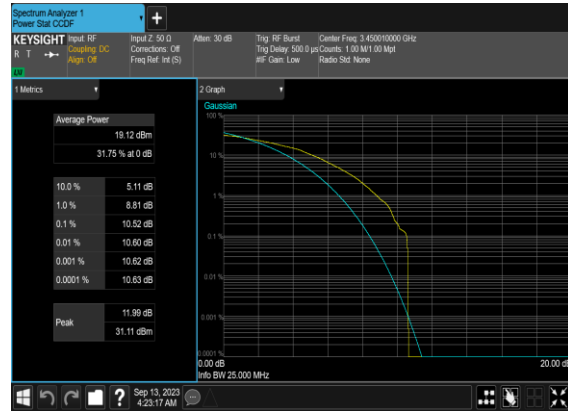 Spectrum Analyzer 1
Power Stat CCDF
KEYSIGHT
R T
LXI
Input: RF
Coupling: DC
Align: Off
Input Z: 50 Ω
Corrections: Off
Freq Ref: Int (S)
Atten: 30 dB
Trig: RF Burst
Trig Delay: 500.0 µs
#IF Gain: Low
Center Freq: 3.450010000 GHz
Counts: 1.00 M/1.00 Mpt
Radio Std: None
1 Metrics
Average Power
19.12 dBm
31.75 % at 0 dB
10.0 % 5.11 dB
1.0 % 8.81 dB
0.1 % 10.52 dB
0.01 % 10.60 dB
0.001 % 10.62 dB
0.0001 % 10.63 dB
Peak
11.99 dB
31.11 dBm
2 Graph
Gaussian
100 %
10 %
1 %
0.1 %
0.01 %
0.001 %
0.0001 %
0.00 dB
20.00 dB
Info BW 25.000 MHz
?
Sep 13, 2023
4:23:17 AM